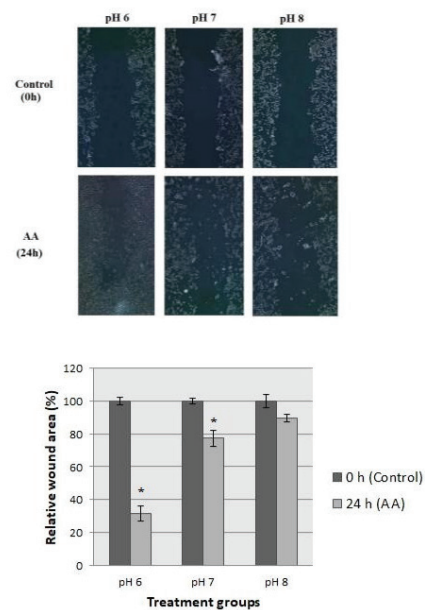 pH 6 pH 7 pH 8
Control
(0h)
AA
(24h)
Relative wound area (%)
120
100
80
60
40
20
0
*
*
pH 6 pH 7 pH 8
Treatment groups
0 h (Control)
24 h (AA)